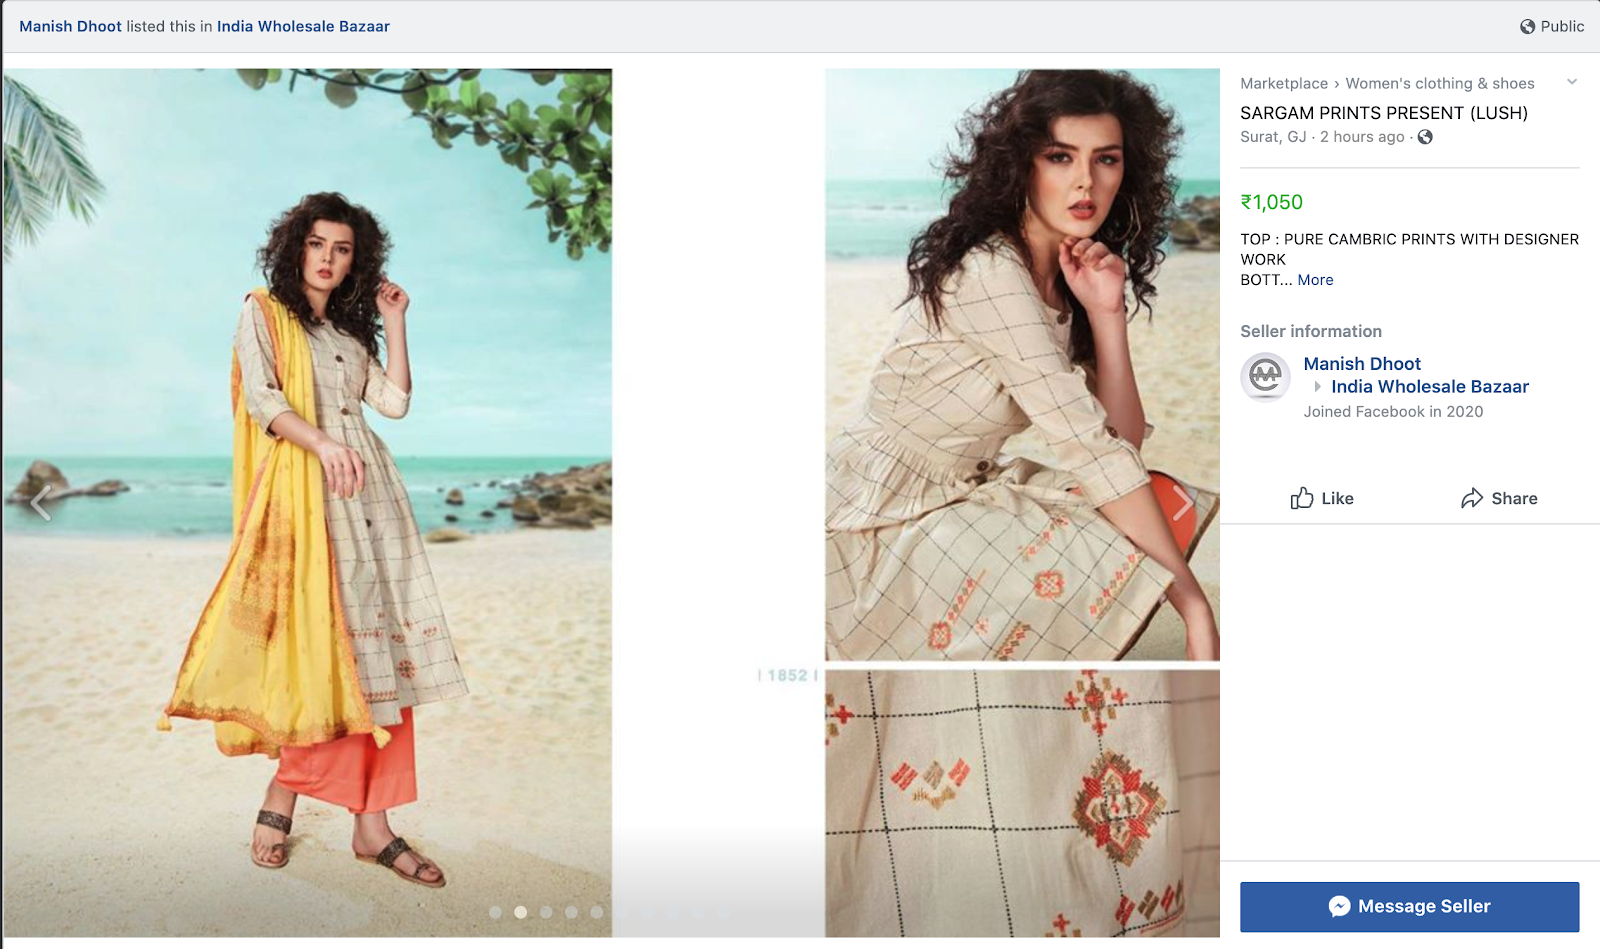 Manish Dhoot listed this in India Wholesale Bazaar
Public
Marketplace › Women's clothing & shoes
SARGAM PRINTS PRESENT (LUSH)
Surat, GJ · 2 hours ago ·
₹1,050
TOP : PURE CAMBRIC PRINTS WITH DESIGNER
WORK
BOTT... More
Seller information
Manish Dhoot
India Wholesale Bazaar
Joined Facebook in 2020
Like
Share
| 1852 |
Message Seller